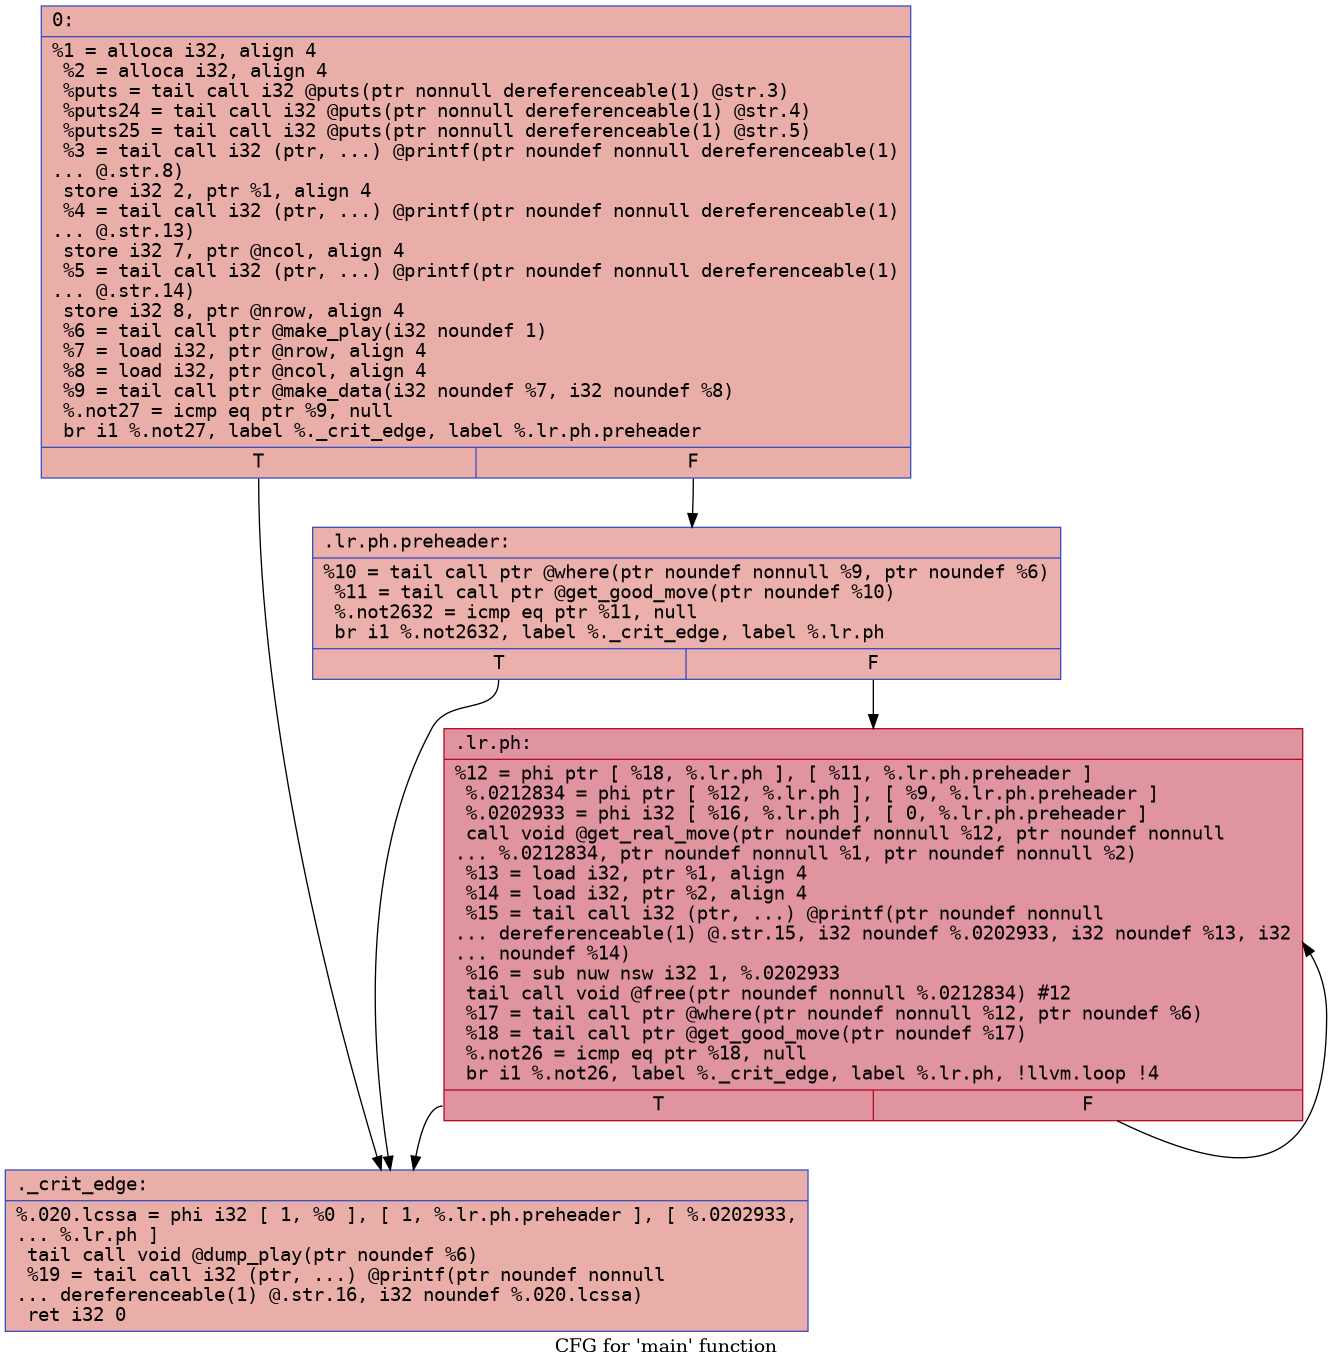 0:
%1 = alloca i32, align 4
%2 = alloca i32, align 4
%puts = tail call i32 @puts(ptr nonnull dereferenceable(1) @str.3)
%puts24 = tail call i32 @puts(ptr nonnull dereferenceable(1) @str.4)
%puts25 = tail call i32 @puts(ptr nonnull dereferenceable(1) @str.5)
%3 = tail call i32 (ptr, ...) @printf(ptr noundef nonnull dereferenceable(1)
... @.str.8)
store i32 2, ptr %1, align 4
%4 = tail call i32 (ptr, ...) @printf(ptr noundef nonnull dereferenceable(1)
... @.str.13)
store i32 7, ptr @ncol, align 4
%5 = tail call i32 (ptr, ...) @printf(ptr noundef nonnull dereferenceable(1)
... @.str.14)
store i32 8, ptr @nrow, align 4
%6 = tail call ptr @make_play(i32 noundef 1)
%7 = load i32, ptr @nrow, align 4
%8 = load i32, ptr @ncol, align 4
%9 = tail call ptr @make_data(i32 noundef %7, i32 noundef %8)
%.not27 = icmp eq ptr %9, null
br i1 %.not27, label %._crit_edge, label %.lr.ph.preheader
T F
.lr.ph.preheader:
%10 = tail call ptr @where(ptr noundef nonnull %9, ptr noundef %6)
%11 = tail call ptr @get_good_move(ptr noundef %10)
%.not2632 = icmp eq ptr %11, null
br i1 %.not2632, label %._crit_edge, label %.lr.ph
T F
.lr.ph:
%12 = phi ptr [ %18, %.lr.ph ], [ %11, %.lr.ph.preheader ]
%.0212834 = phi ptr [ %12, %.lr.ph ], [ %9, %.lr.ph.preheader ]
%.0202933 = phi i32 [ %16, %.lr.ph ], [ 0, %.lr.ph.preheader ]
call void @get_real_move(ptr noundef nonnull %12, ptr noundef nonnull
... %.0212834, ptr noundef nonnull %1, ptr noundef nonnull %2)
%13 = load i32, ptr %1, align 4
%14 = load i32, ptr %2, align 4
%15 = tail call i32 (ptr, ...) @printf(ptr noundef nonnull
... dereferenceable(1) @.str.15, i32 noundef %.0202933, i32 noundef %13, i32
... noundef %14)
%16 = sub nuw nsw i32 1, %.0202933
tail call void @free(ptr noundef nonnull %.0212834) #12
%17 = tail call ptr @where(ptr noundef nonnull %12, ptr noundef %6)
%18 = tail call ptr @get_good_move(ptr noundef %17)
%.not26 = icmp eq ptr %18, null
br i1 %.not26, label %._crit_edge, label %.lr.ph, !llvm.loop !4
T F
._crit_edge:
%.020.lcssa = phi i32 [ 1, %0 ], [ 1, %.lr.ph.preheader ], [ %.0202933,
... %.lr.ph ]
tail call void @dump_play(ptr noundef %6)
%19 = tail call i32 (ptr, ...) @printf(ptr noundef nonnull
... dereferenceable(1) @.str.16, i32 noundef %.020.lcssa)
ret i32 0
CFG for 'main' function